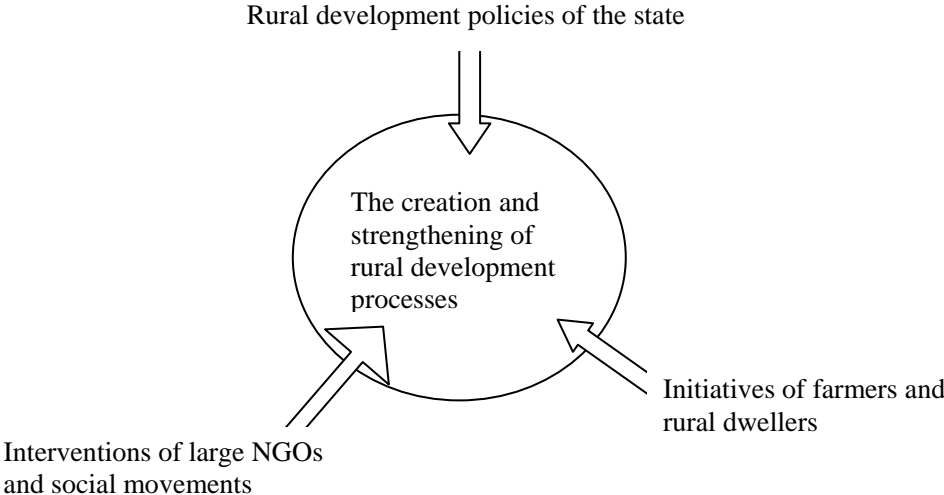 Rural development policies of the state
The creation and
strengthening of
rural development
processes
Initiatives of farmers and
rural dwellers
Interventions of large NGOs
and social movements